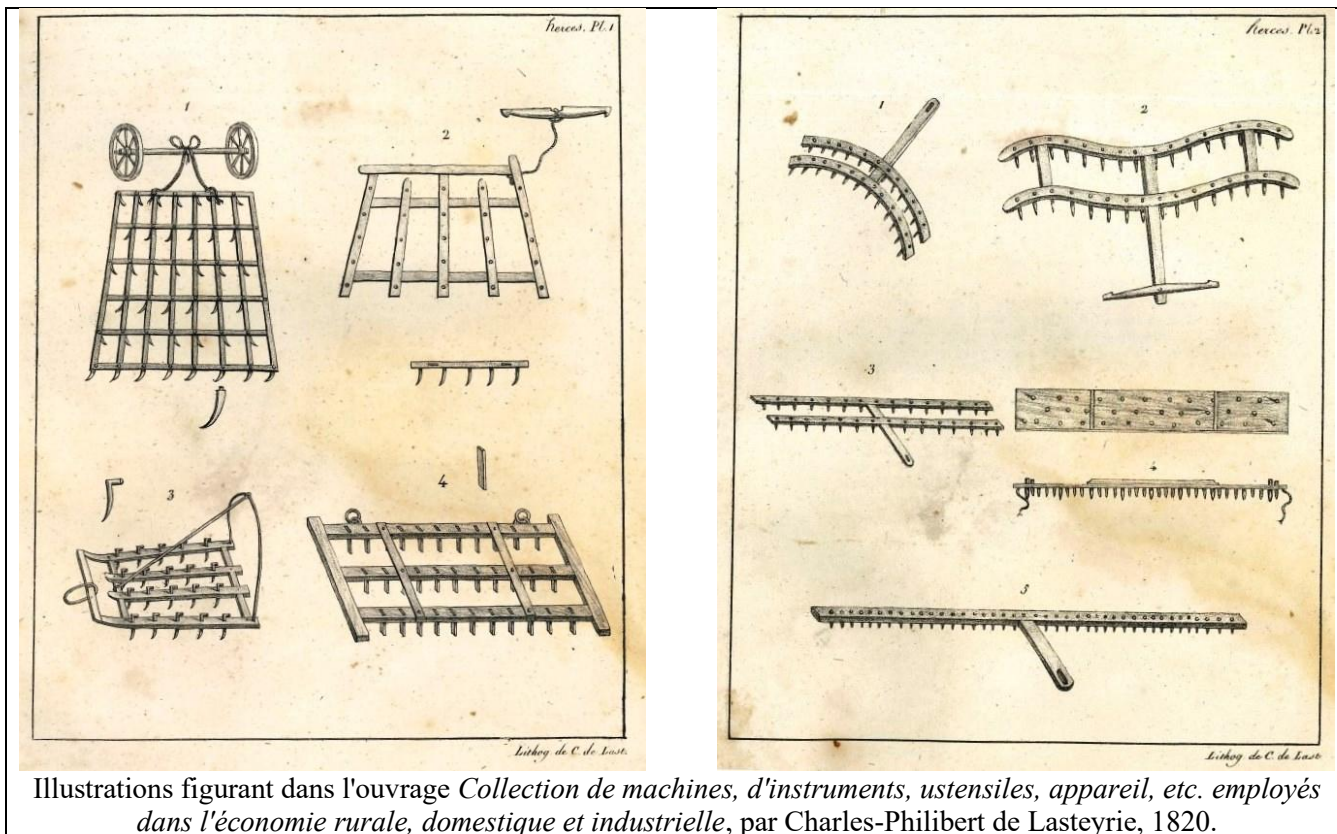 herces. Pl. 1
1
2
3
4
Lithog de C. de Last.
herces. Pl. 2
1
2
3
4
5
Lithog de C. de Last
Illustrations figurant dans l'ouvrage Collection de machines, d'instruments, ustensiles, appareil, etc. employés
dans l'économie rurale, domestique et industrielle, par Charles-Philibert de Lasteyrie, 1820.